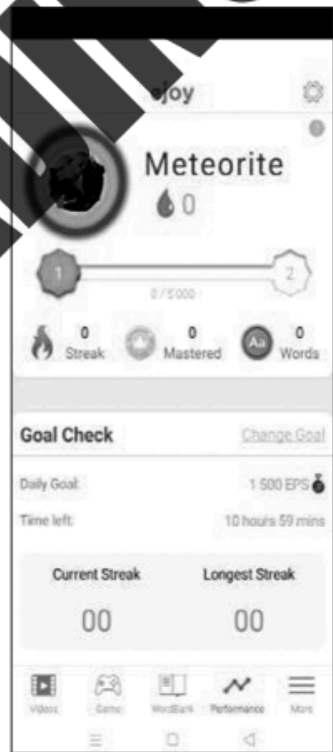 ejoy
Meteorite
0
1 2
0/5000
0 0 Aa 0
Streak Mastered Words
Goal Check Change Goal
Daily Goal: 1 500 EPS
Time left: 10 hours 59 mins
Current Streak Longest Streak
00 00
Videos Game WordBank Performance More